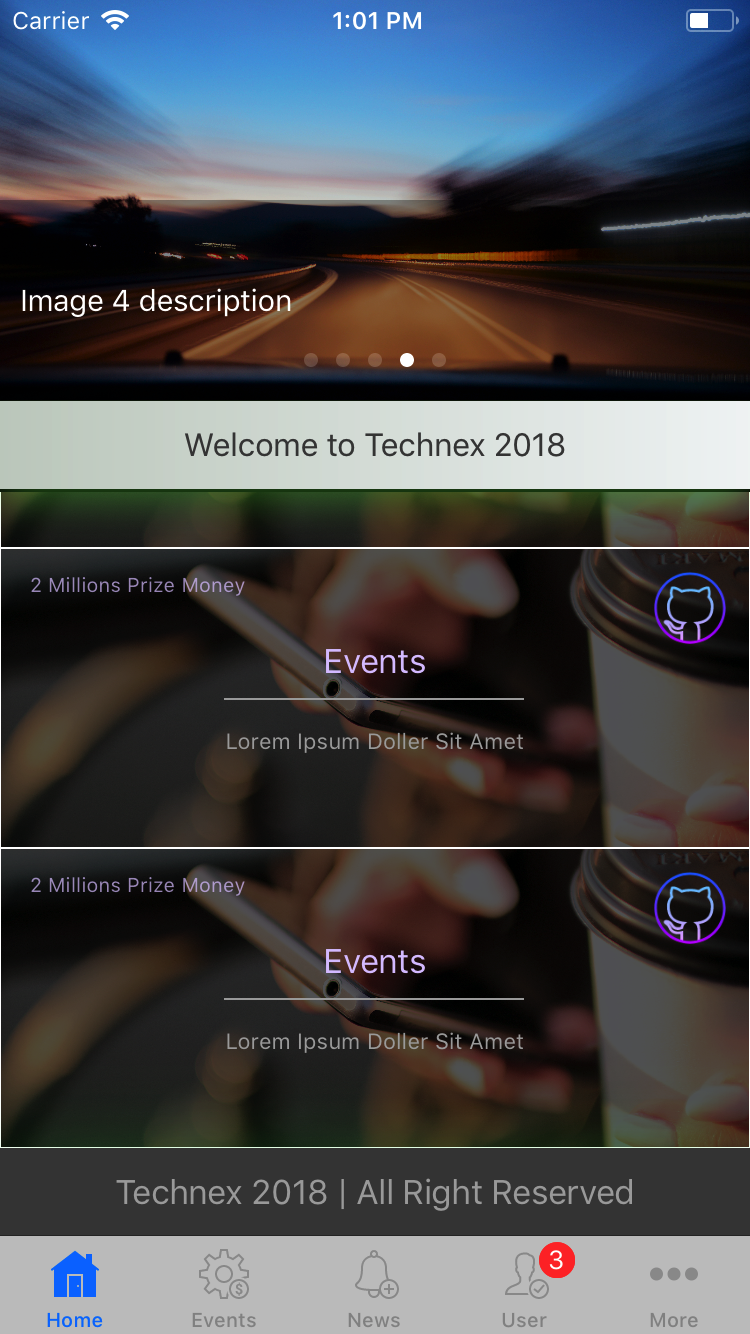 Carrier 1:01 PM
Image 4 description
Welcome to Technex 2018
2 Millions Prize Money
Events
Lorem Ipsum Doller Sit Amet
2 Millions Prize Money
Events
Lorem Ipsum Doller Sit Amet
Technex 2018 | All Right Reserved
3
Home Events News User More